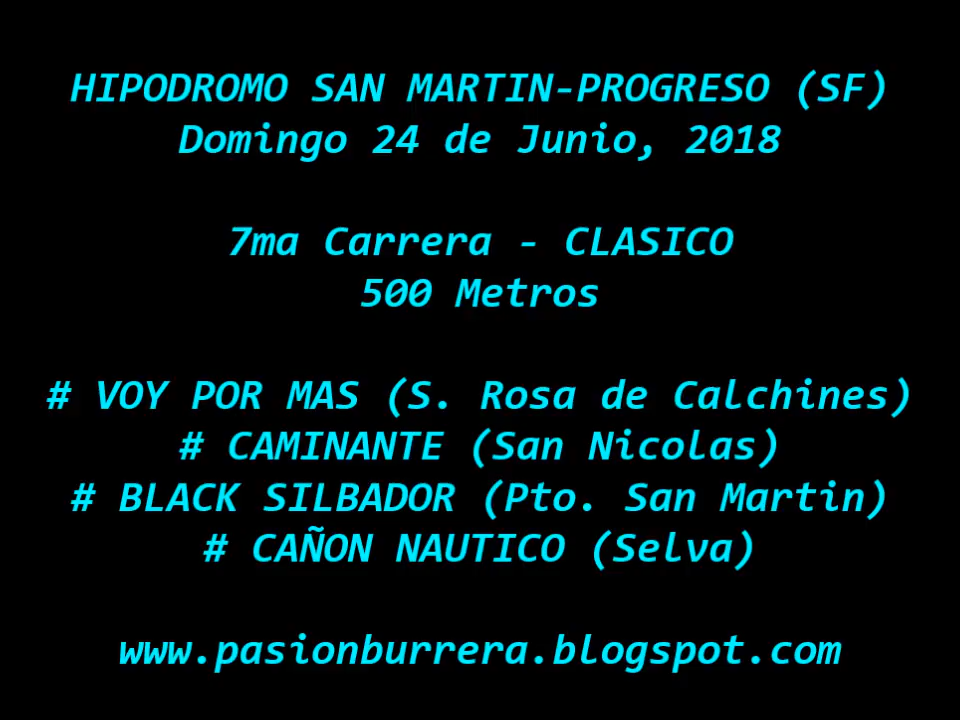 HIPODROMO SAN MARTIN-PROGRESO (SF)
Domingo 24 de Junio, 2018
7ma Carrera - CLASICO
500 Metros
# VOY POR MAS (S. Rosa de Calchines)
# CAMINANTE (San Nicolas)
# BLACK SILBADOR (Pto. San Martin)
# CAÑON NAUTICO (Selva)
www.pasionburrera.blogspot.com